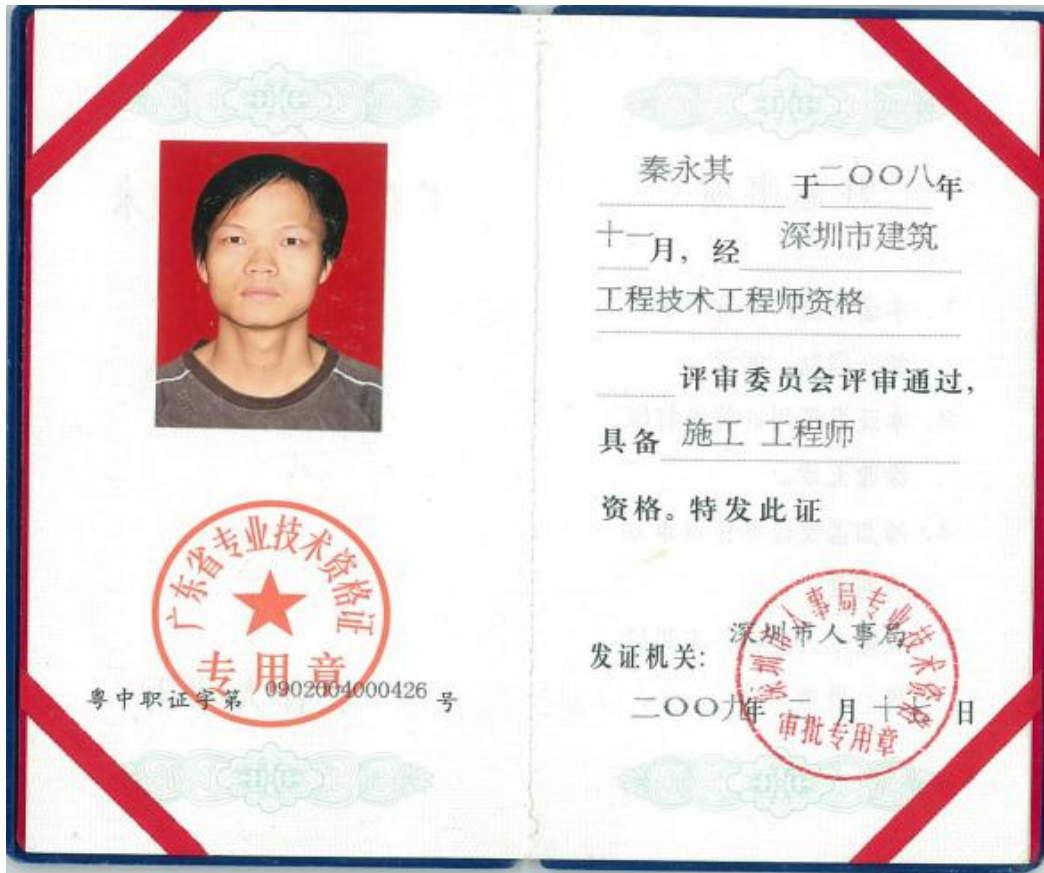 广东省专业技术资格证
专用章
粤中职证字第 0902004000426 号
秦永其 于二〇〇八年
十一月，经 深圳市建筑
工程技术工程师资格
评审委员会评审通过，
具备 施工 工程师
资格。特发此证
发证机关： 深圳市人事局
二〇〇九年 二 月 十七 日
深圳市人事局专业技术资格
审批专用章